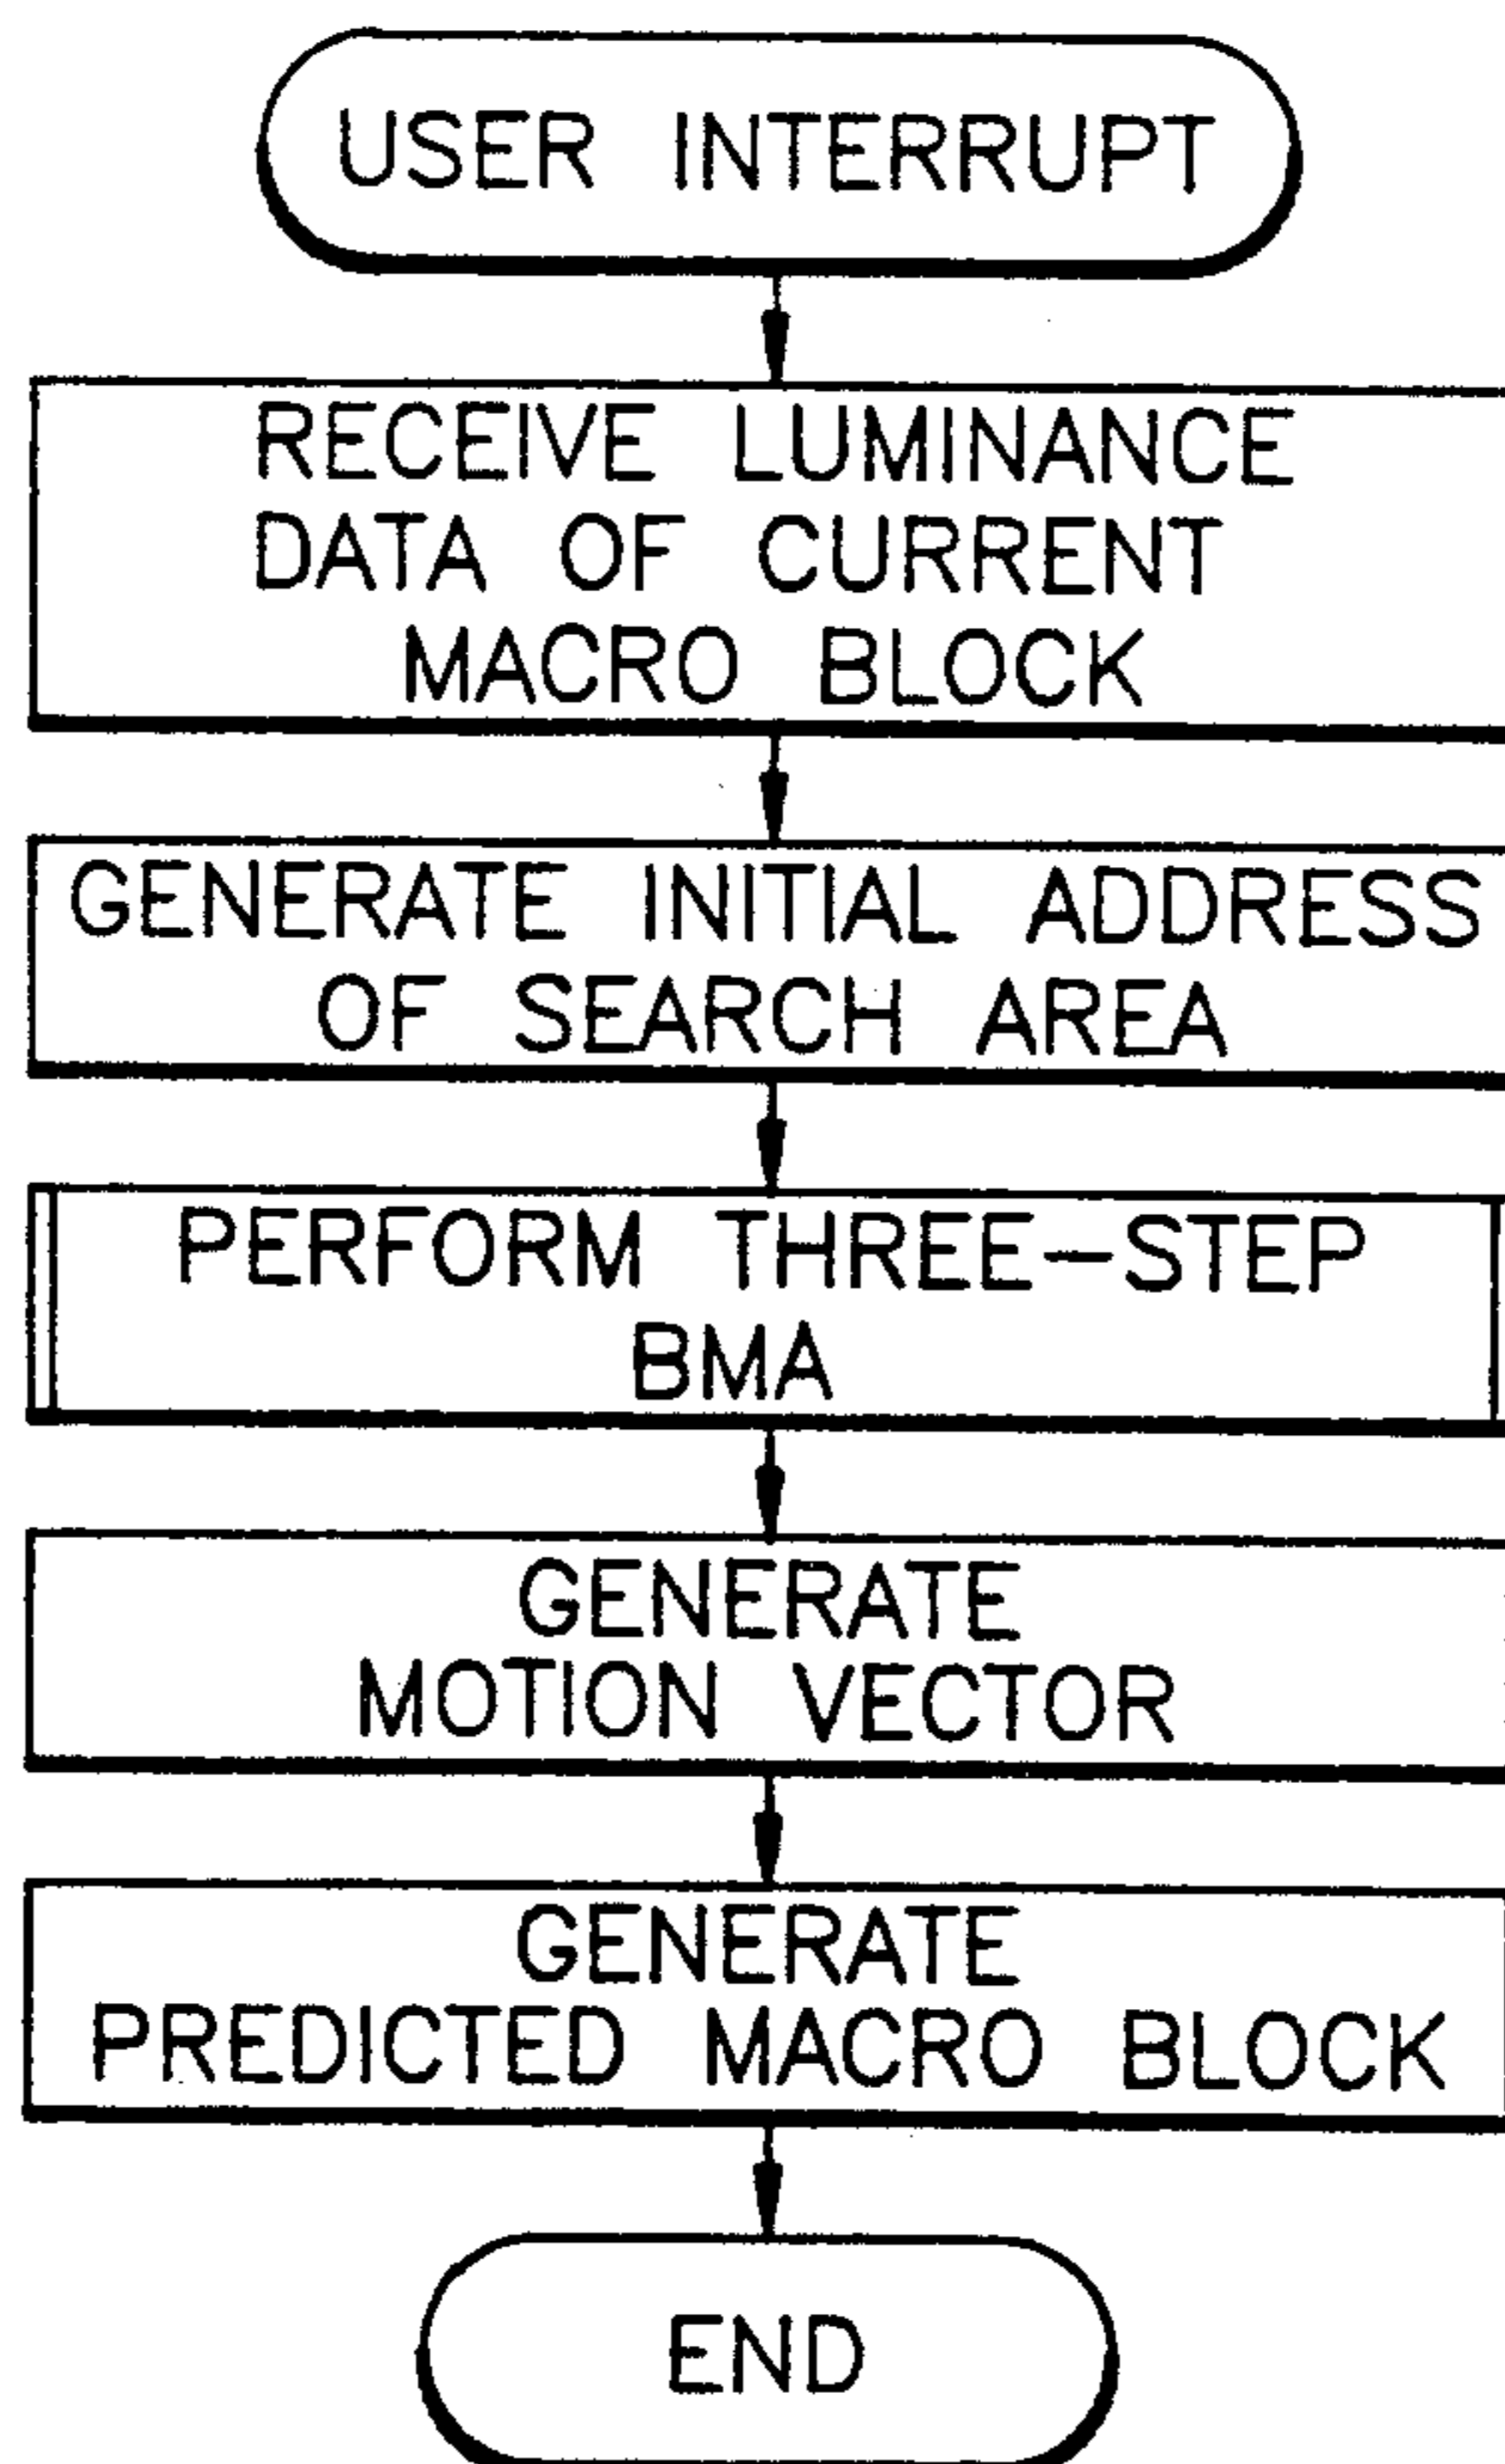 USER INTERRUPT
RECEIVE LUMINANCE
DATA OF CURRENT
MACRO BLOCK
GENERATE INITIAL ADDRESS
OF SEARCH AREA
PERFORM THREE-STEP
BMA
GENERATE
MOTION VECTOR
GENERATE
PREDICTED MACRO BLOCK
END